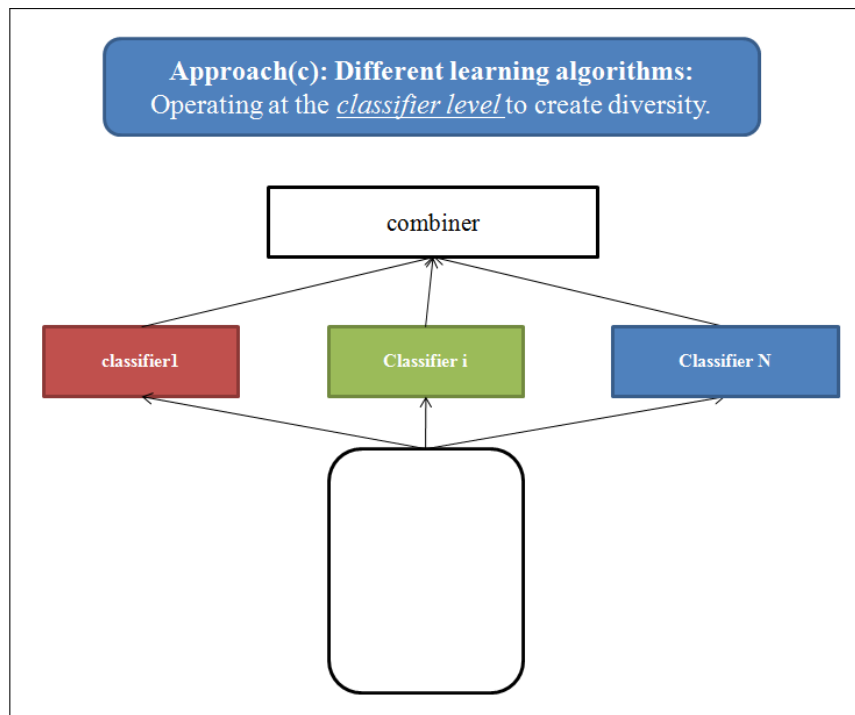 Approach(c): Different learning algorithms:
Operating at the classifier level to create diversity.
combiner
classifier1
Classifier i
Classifier N